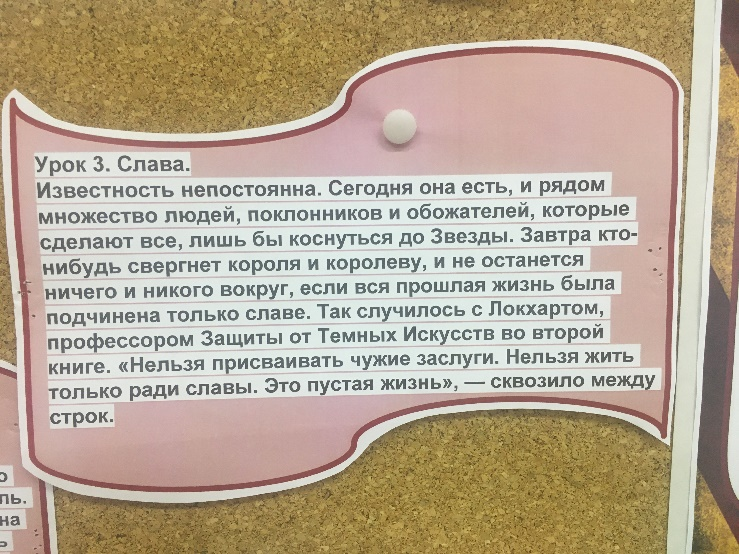 Урок 3. Слава.
Известность непостоянна. Сегодня она есть, и рядом
множество людей, поклонников и обожателей, которые
сделают все, лишь бы коснуться до Звезды. Завтра кто-
нибудь свергнет короля и королеву, и не останется
ничего и никого вокруг, если вся прошлая жизнь была
подчинена только славе. Так случилось с Локхартом,
профессором Защиты от Темных Искусств во второй
книге. «Нельзя присваивать чужие заслуги. Нельзя жить
только ради славы. Это пустая жизнь», — сквозило между
строк.